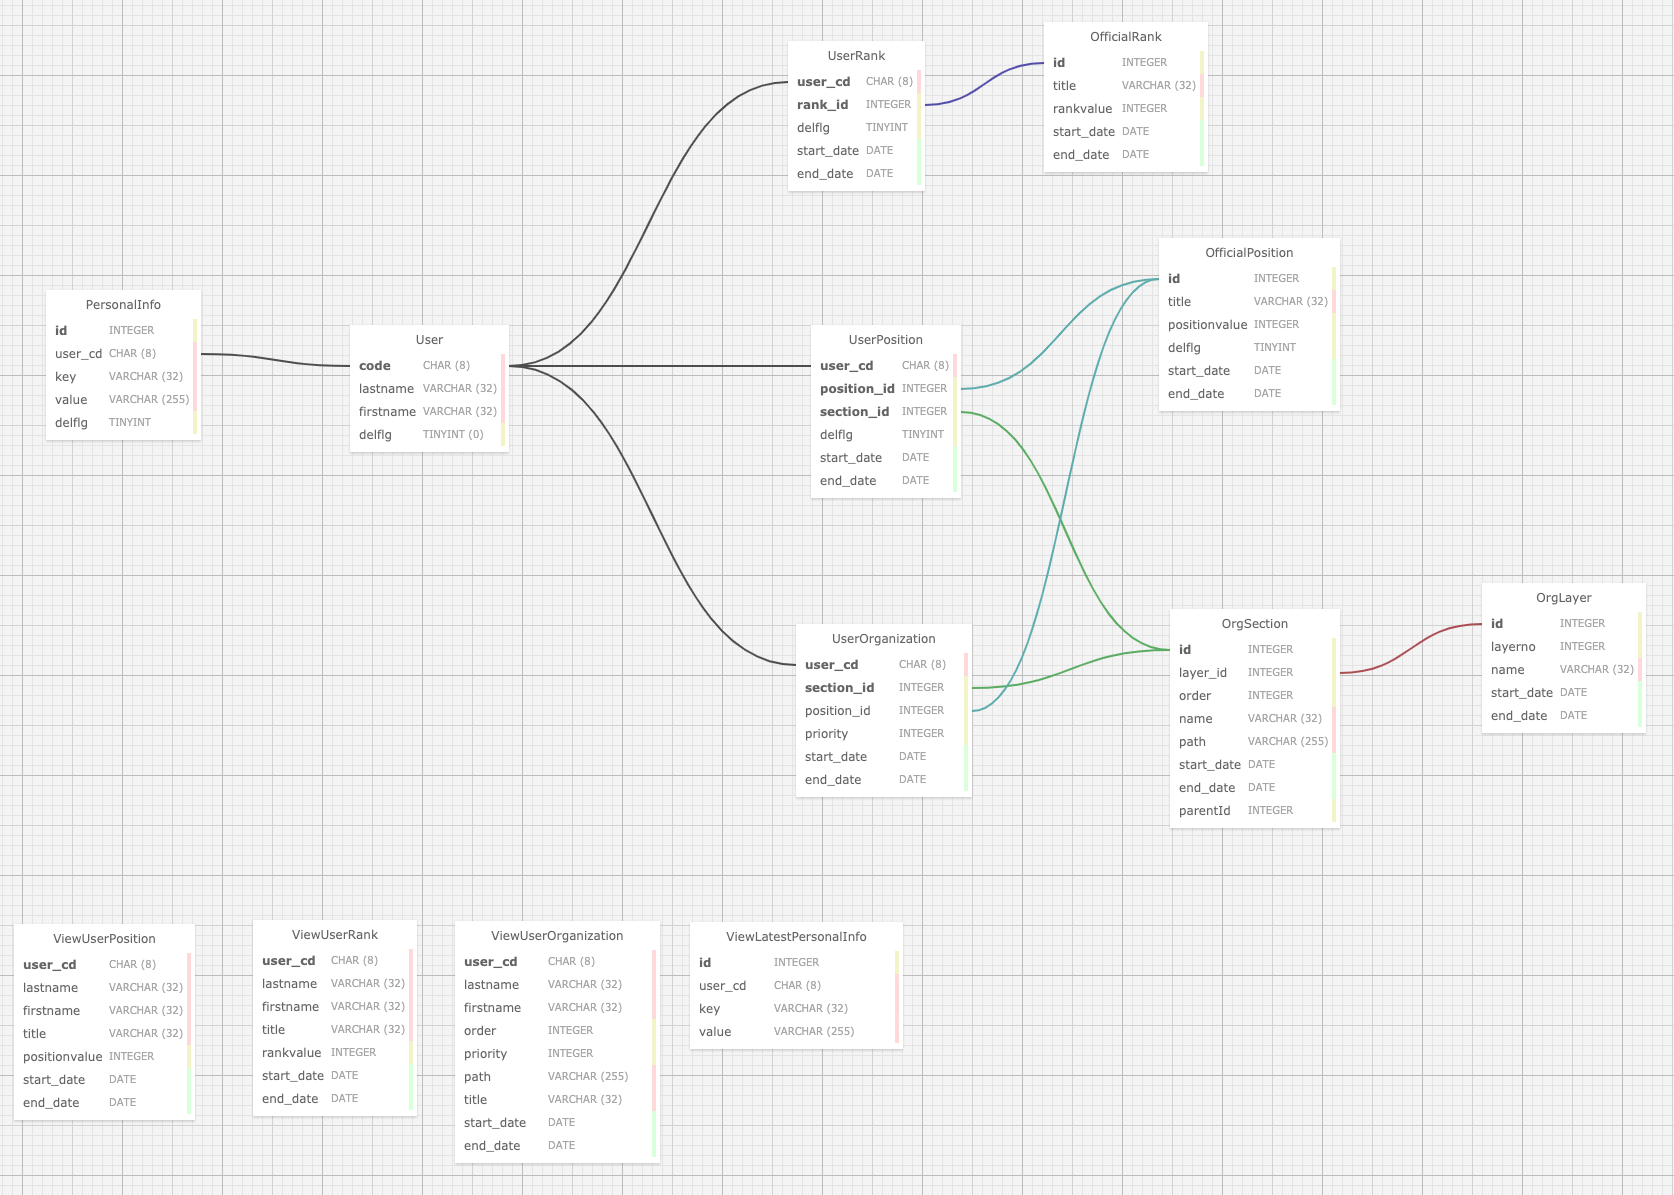 UserRank
user_cd CHAR (8)
rank_id INTEGER
delflg TINYINT
start_date DATE
end_date DATE
OfficialRank
id INTEGER
title VARCHAR (32)
rankvalue INTEGER
start_date DATE
end_date DATE
OfficialPosition
id INTEGER
title VARCHAR (32)
positionvalue INTEGER
delflg TINYINT
start_date DATE
end_date DATE
PersonalInfo
id INTEGER
user_cd CHAR (8)
key VARCHAR (32)
value VARCHAR (255)
delflg TINYINT
User
code CHAR (8)
lastname VARCHAR (32)
firstname VARCHAR (32)
delflg TINYINT (0)
UserPosition
user_cd CHAR (8)
position_id INTEGER
section_id INTEGER
delflg TINYINT
start_date DATE
end_date DATE
UserOrganization
user_cd CHAR (8)
section_id INTEGER
position_id INTEGER
priority INTEGER
start_date DATE
end_date DATE
OrgSection
id INTEGER
layer_id INTEGER
order INTEGER
name VARCHAR (32)
path VARCHAR (255)
start_date DATE
end_date DATE
parentId INTEGER
OrgLayer
id INTEGER
layerno INTEGER
name VARCHAR (32)
start_date DATE
end_date DATE
ViewUserPosition
user_cd CHAR (8)
lastname VARCHAR (32)
firstname VARCHAR (32)
title VARCHAR (32)
positionvalue INTEGER
start_date DATE
end_date DATE
ViewUserRank
user_cd CHAR (8)
lastname VARCHAR (32)
firstname VARCHAR (32)
title VARCHAR (32)
rankvalue INTEGER
start_date DATE
end_date DATE
ViewUserOrganization
user_cd CHAR (8)
lastname VARCHAR (32)
firstname VARCHAR (32)
order INTEGER
priority INTEGER
path VARCHAR (255)
title VARCHAR (32)
start_date DATE
end_date DATE
ViewLatestPersonalInfo
id INTEGER
user_cd CHAR (8)
key VARCHAR (32)
value VARCHAR (255)